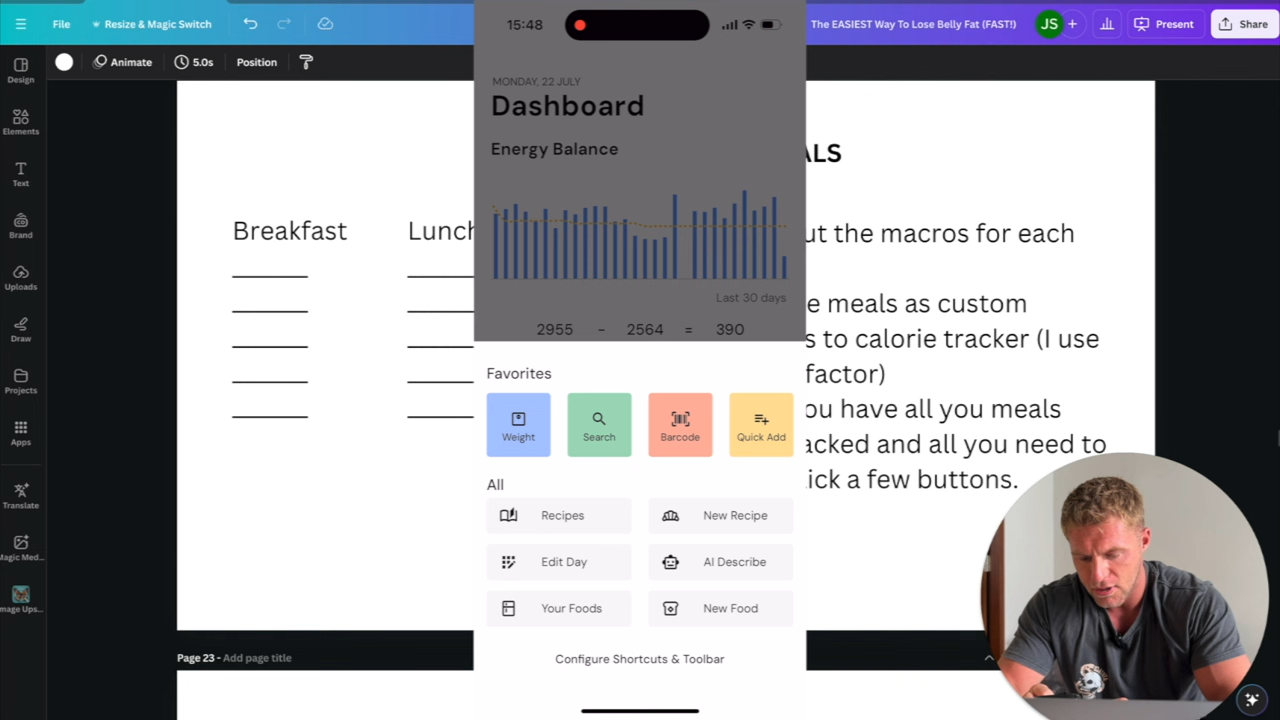 File
Resize & Magic Switch
The EASIEST Way To Lose Belly Fat (FAST!)
JS
Present
Share
Animate
5.0s
Position
Design
Elements
Text
Brand
Uploads
Draw
Projects
Apps
Translate
Magic Med...
mage Ups...
Breakfast
Lunch
ALS
ut the macros for each
e meals as custom
s to calorie tracker (I use
factor)
ou have all you meals
acked and all you need to
lick a few buttons.
Page 23 - Add page title
15:48
MONDAY, 22 JULY
Dashboard
Energy Balance
Last 30 days
2955 - 2564 = 390
Favorites
Weight
Search
Barcode
Quick Add
All
Recipes
New Recipe
Edit Day
AI Describe
Your Foods
New Food
Configure Shortcuts & Toolbar